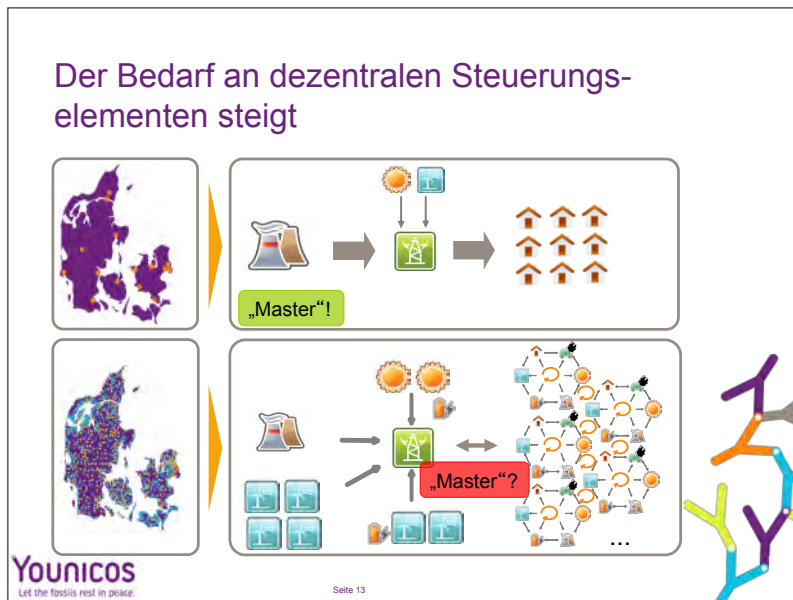 Der Bedarf an dezentralen Steuerungs-
elementen steigt
„Master“!
„Master“?
...
Younicos
Let the fossils rest in peace.
Seite 13